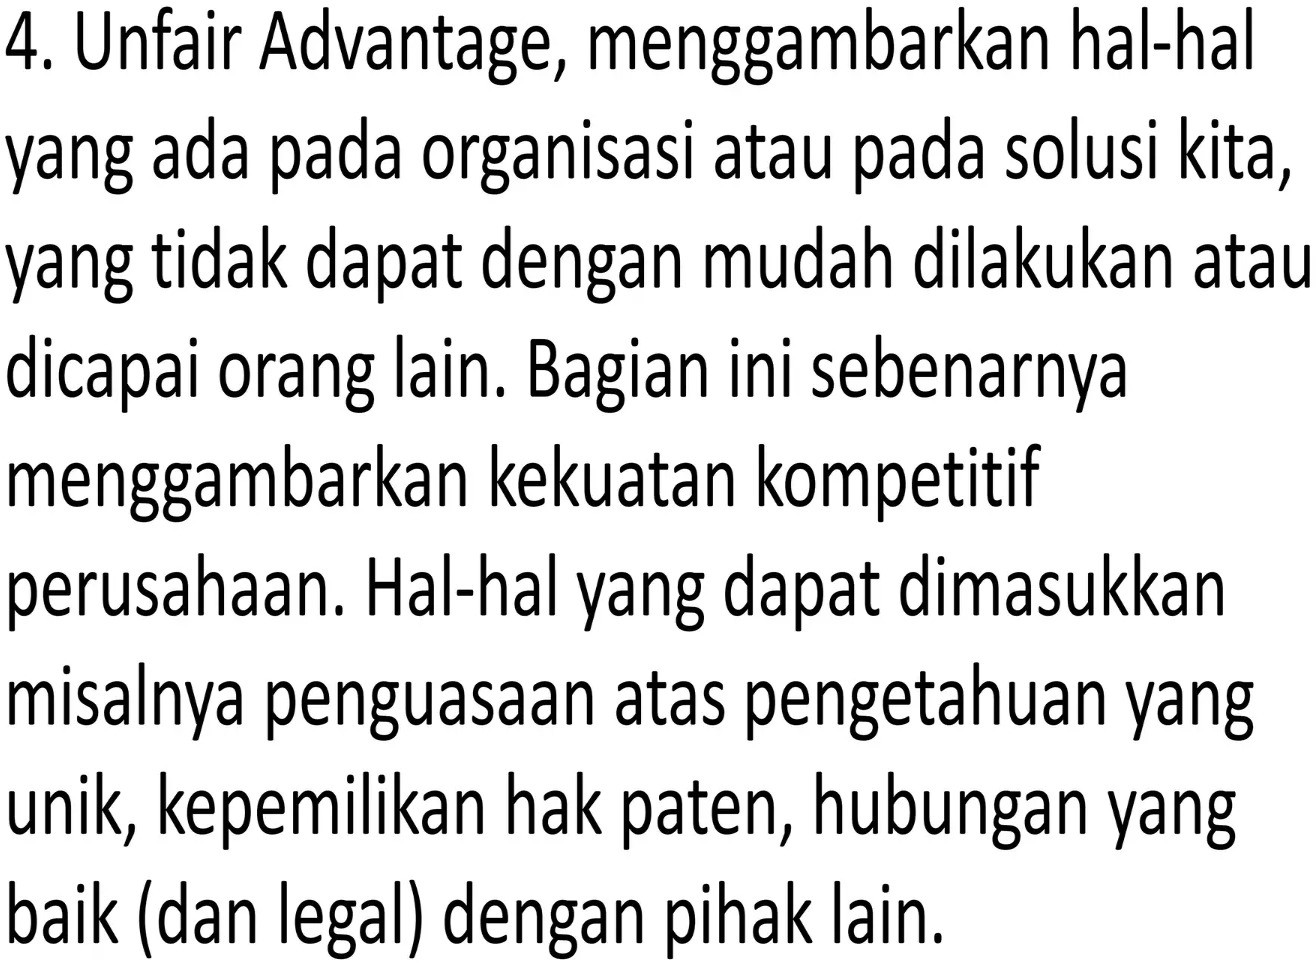 4. Unfair Advantage, menggambarkan hal-hal
yang ada pada organisasi atau pada solusi kita,
yang tidak dapat dengan mudah dilakukan atau
dicapai orang lain. Bagian ini sebenarnya
menggambarkan kekuatan kompetitif
perusahaan. Hal-hal yang dapat dimasukkan
misalnya penguasaan atas pengetahuan yang
unik, kepemilikan hak paten, hubungan yang
baik (dan legal) dengan pihak lain.